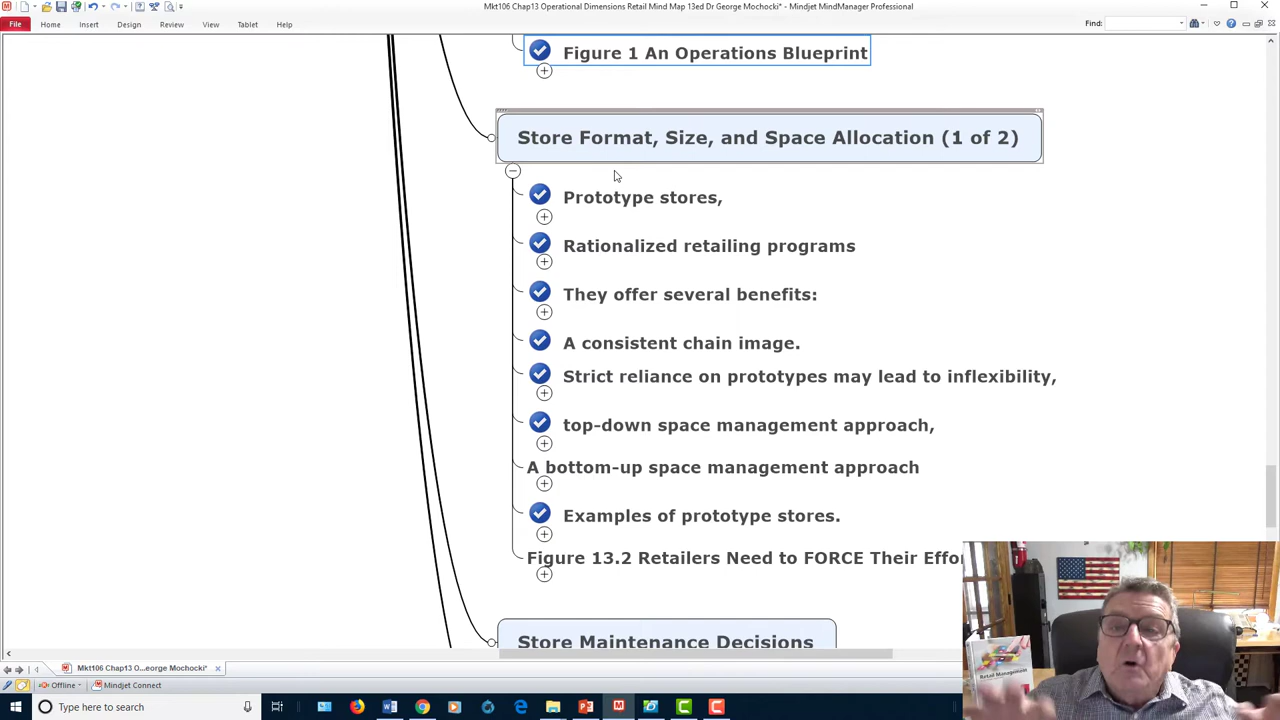 Mkt106 Chap13 Operational Dimensions Retail Mind Map 13ed Dr George Mochocki* - Mindjet MindManager Professional
File Home Insert Design Review View Tablet Help Find:
Figure 1 An Operations Blueprint
Store Format, Size, and Space Allocation (1 of 2)
Prototype stores,
Rationalized retailing programs
They offer several benefits:
A consistent chain image.
Strict reliance on prototypes may lead to inflexibility,
top-down space management approach,
A bottom-up space management approach
Examples of prototype stores.
Figure 13.2 Retailers Need to FORCE Their Effo
Retail Management
Store Maintenance Decisions
Mkt106 Chap13 O...eorge Mochocki*
Offline Mindjet Connect
Type here to search